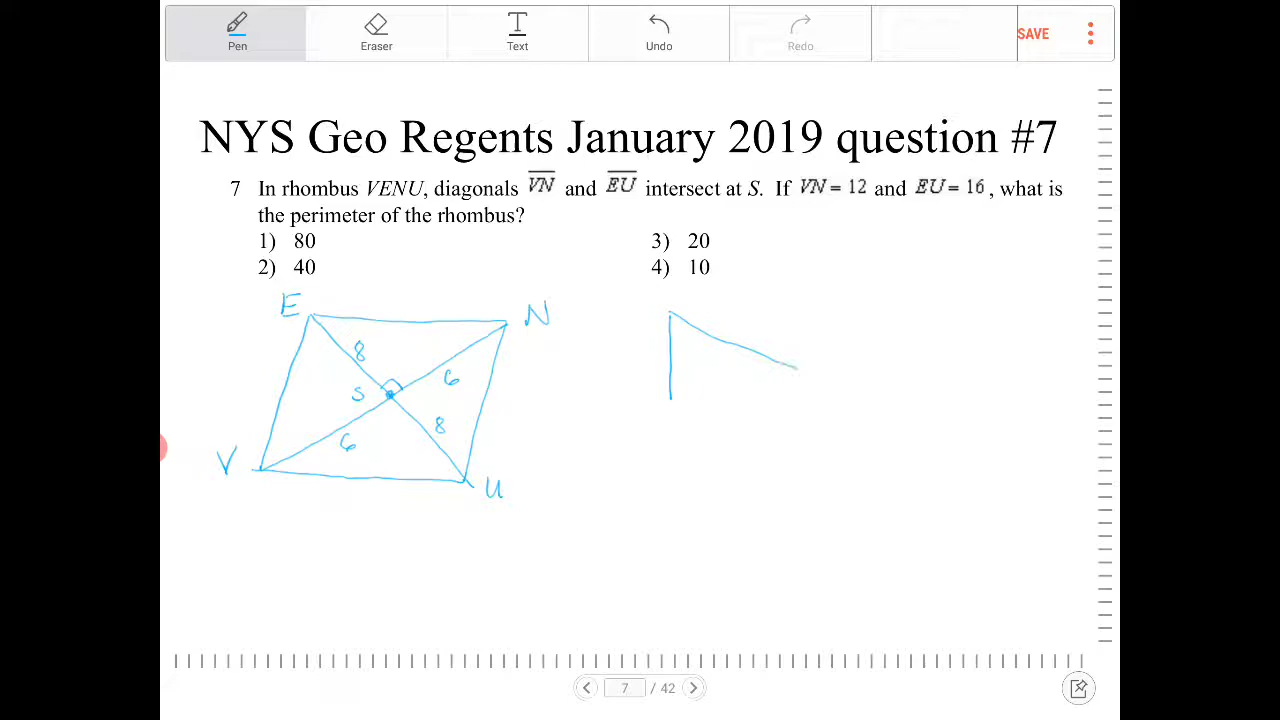 Pen Eraser Text Undo Redo SAVE
NYS Geo Regents January 2019 question #7
7 In rhombus VENU, diagonals VN and EU intersect at S. If VN = 12 and EU = 16, what is
the perimeter of the rhombus?
1) 80 3) 20
2) 40 4) 10
E N
8
6
S
8
6
V
U
7 / 42